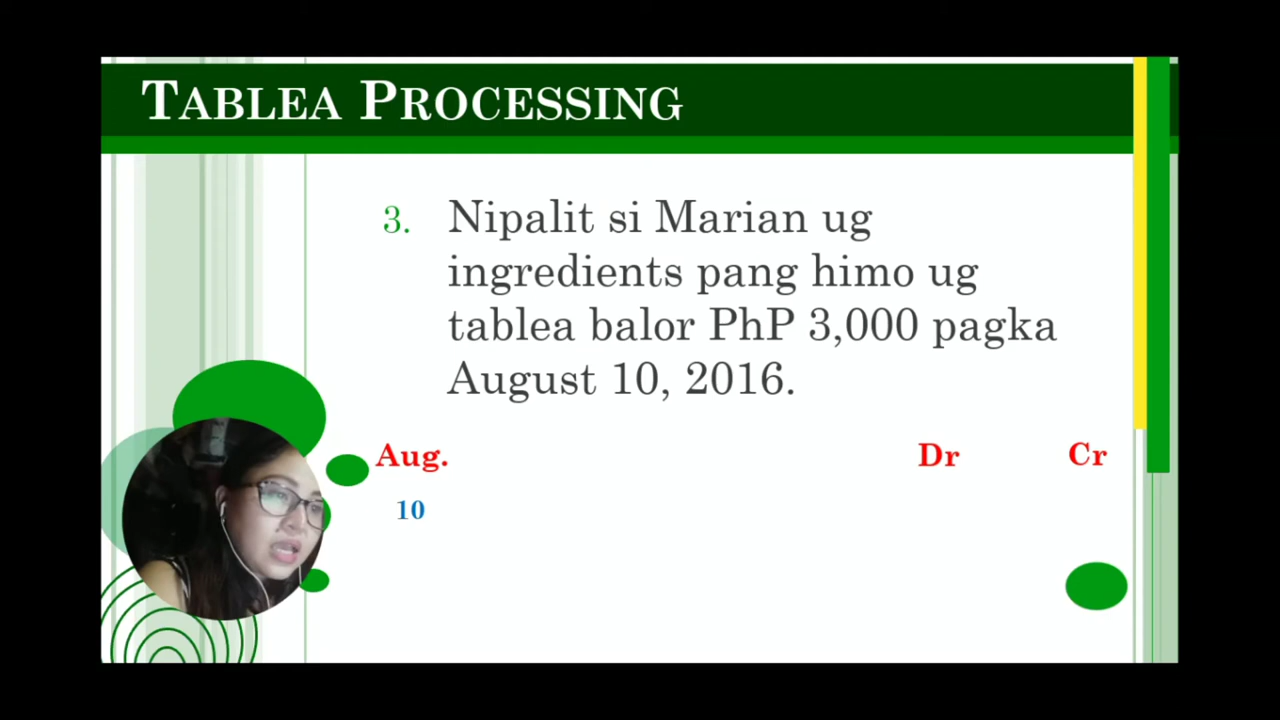 TABLEA PROCESSING
3. Nipalit si Marian ug
ingredients pang himo ug
tablea balor PhP 3,000 pagka
August 10, 2016.
Aug. Dr Cr
10